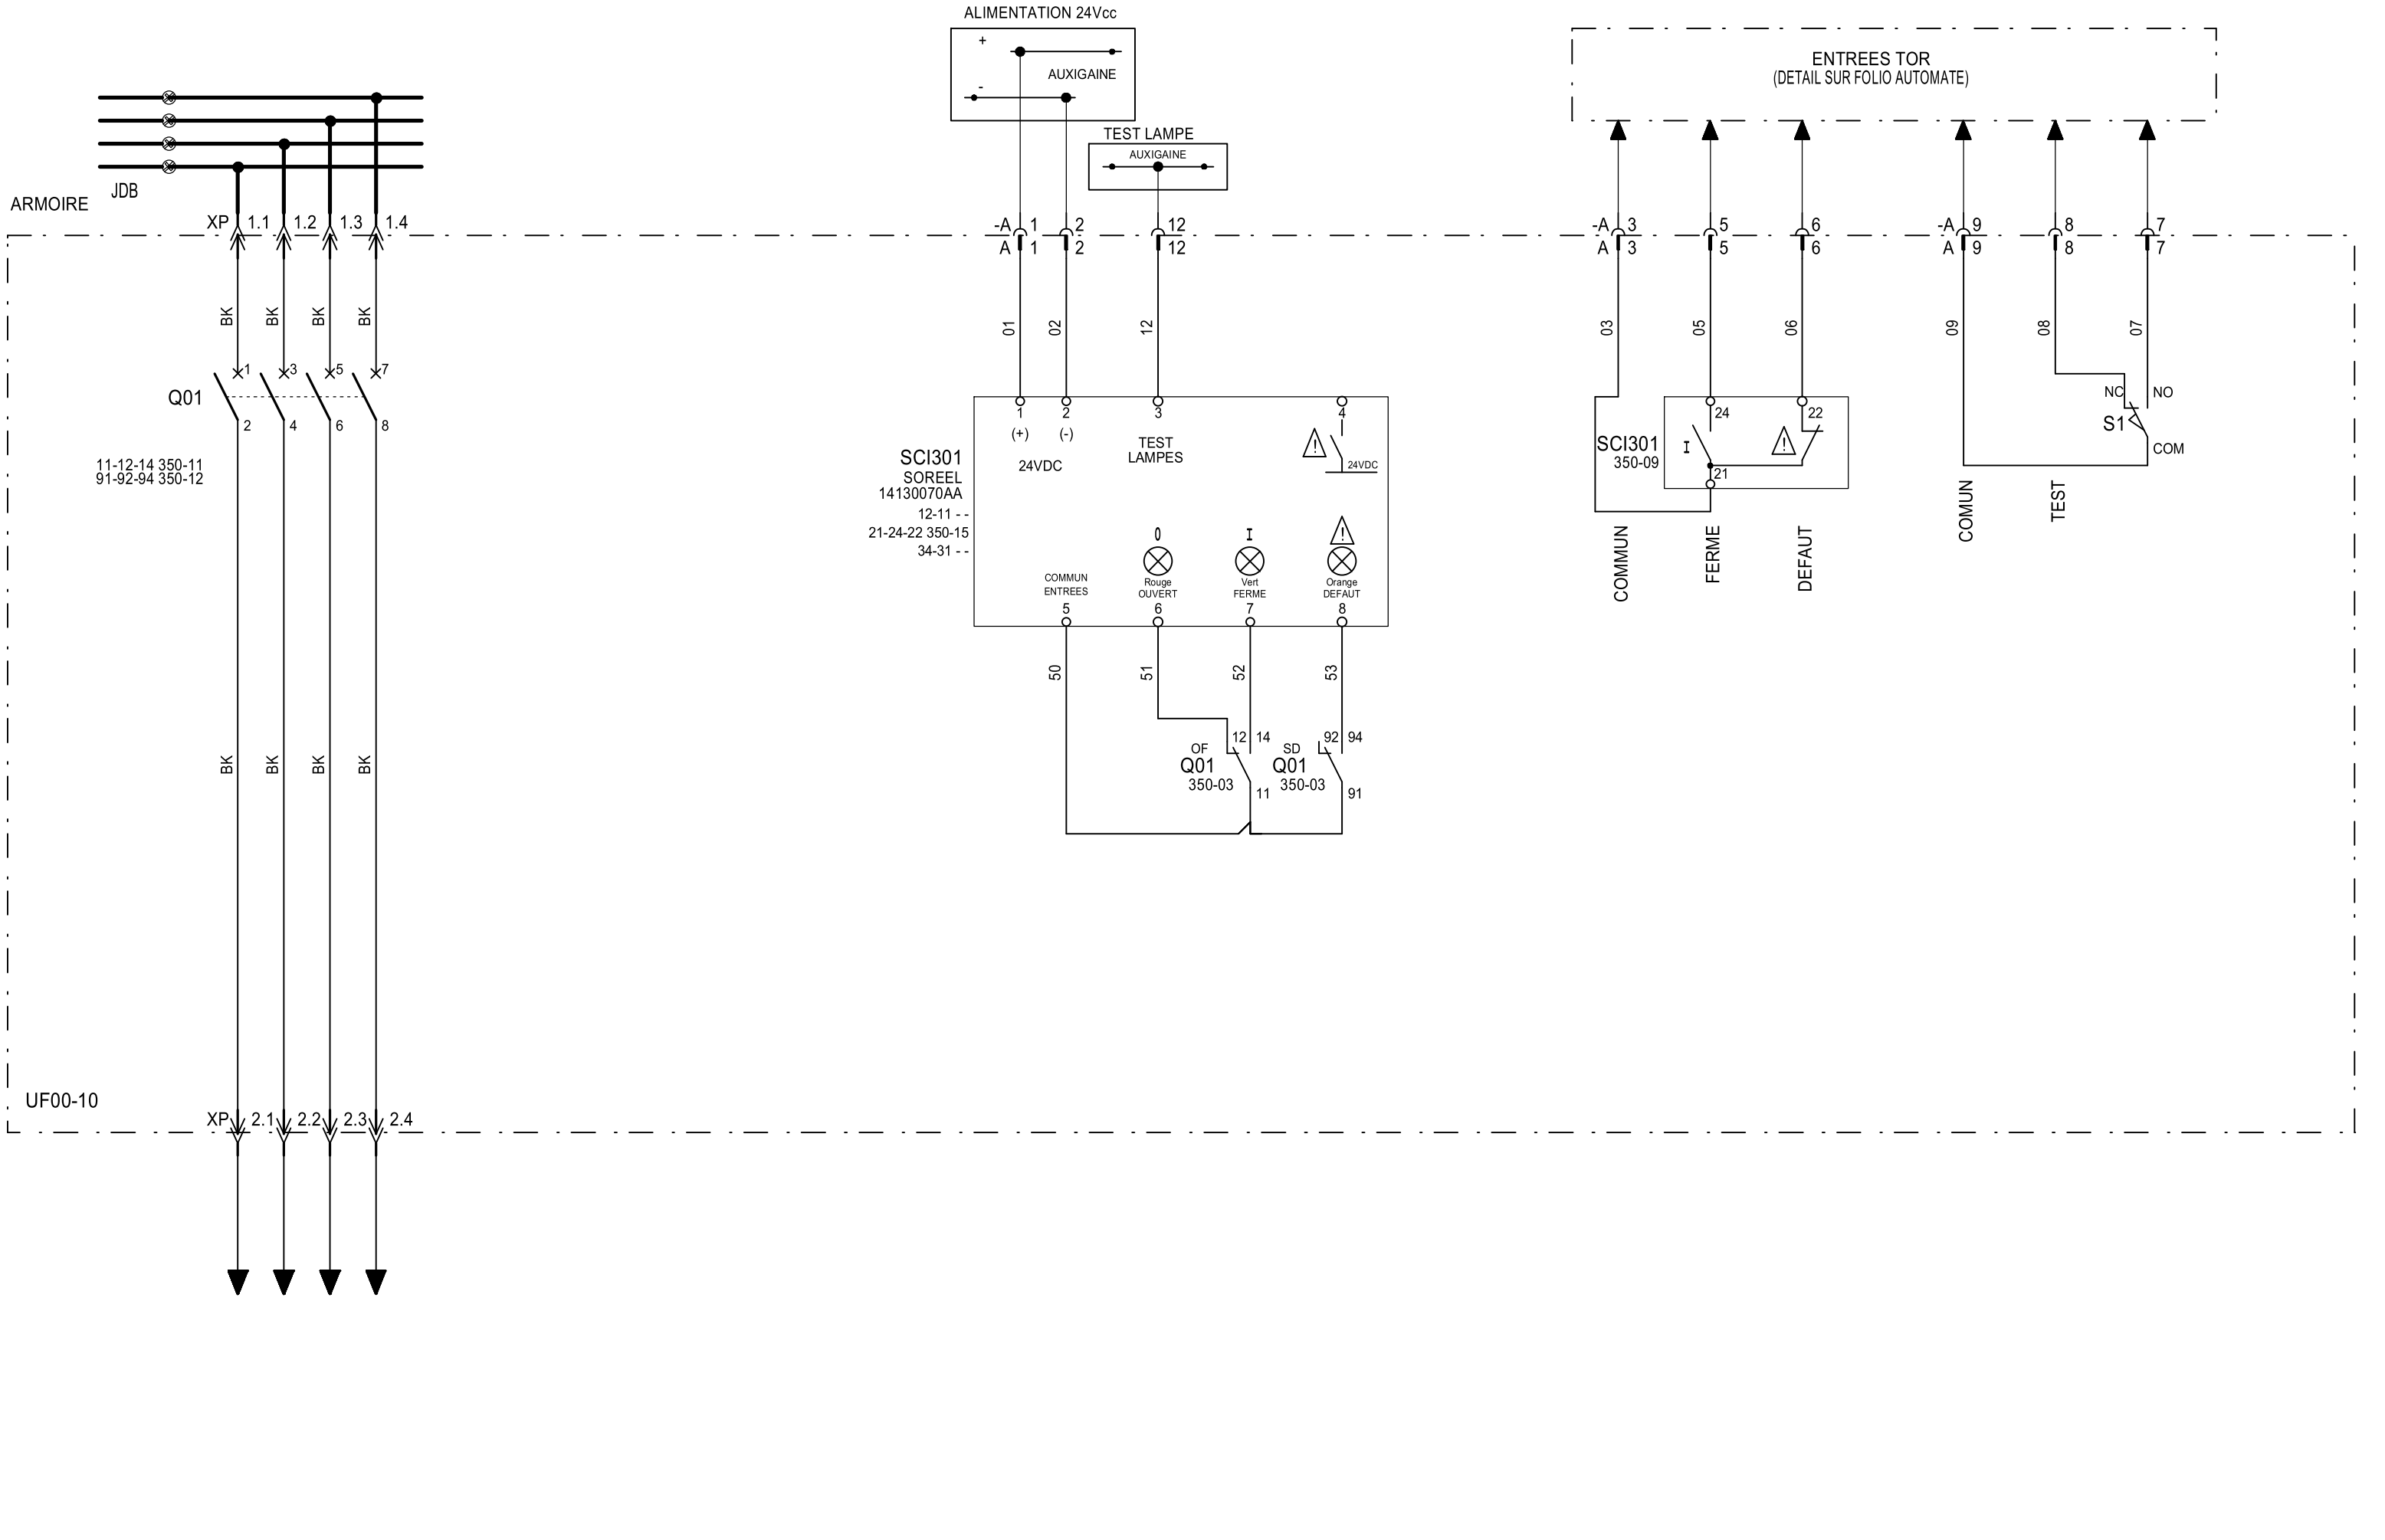 ALIMENTATION 24Vcc
+
AUXIGAINE
-
TEST LAMPE
AUXIGAINE
ENTREES TOR
(DETAIL SUR FOLIO AUTOMATE)
JDB
ARMOIRE
XP 1.1 1.2 1.3 1.4
-A 1 2 12
A 1 2 12
-A 3 5 6
A 3 5 6
-A 9 8 7
A 9 8 7
BK BK BK BK
01 02 12
03 05 06
09 08 07
1 3 5 7
Q01
2 4 6 8
11-12-14 350-11
91-92-94 350-12
1 2 3 4
(+) (-)
24VDC
TEST
LAMPES
24VDC
SCI301
SOREEL
14130070AA
12-11 - -
21-24-22 350-15
34-31 - -
0 I
COMMUN
ENTREES
Rouge
OUVERT
Vert
FERME
Orange
DEFAUT
5 6 7 8
24 22
SCI301
350-09
I
21
COMMUN
FERME
DEFAUT
NC NO
S1
COM
COMUN
TEST
50 51 52 53
12 14
OF
Q01
350-03
11
92 94
SD
Q01
350-03
91
BK BK BK BK
UF00-10
XP 2.1 2.2 2.3 2.4